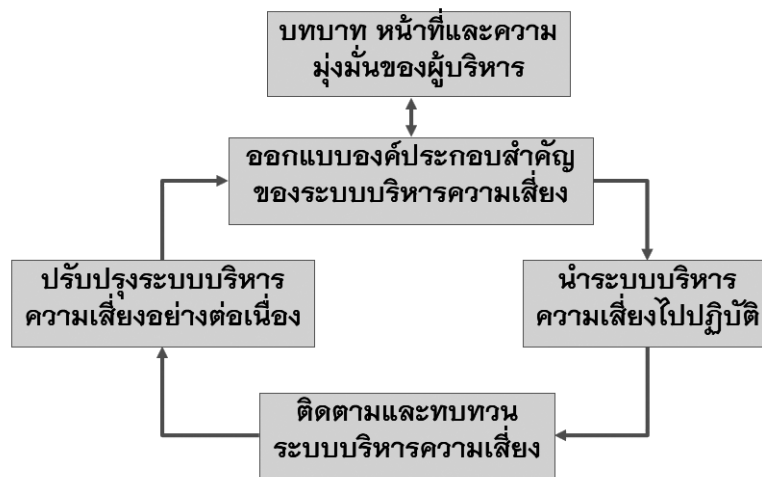 บทบาท หน้าที่และความ
มุ่งมั่นของผู้บริหาร
ออกแบบองค์ประกอบสำคัญ
ของระบบบริหารความเสี่ยง
ปรับปรุงระบบบริหาร
ความเสี่ยงอย่างต่อเนื่อง
นำระบบบริหาร
ความเสี่ยงไปปฏิบัติ
ติดตามและทบทวน
ระบบบริหารความเสี่ยง